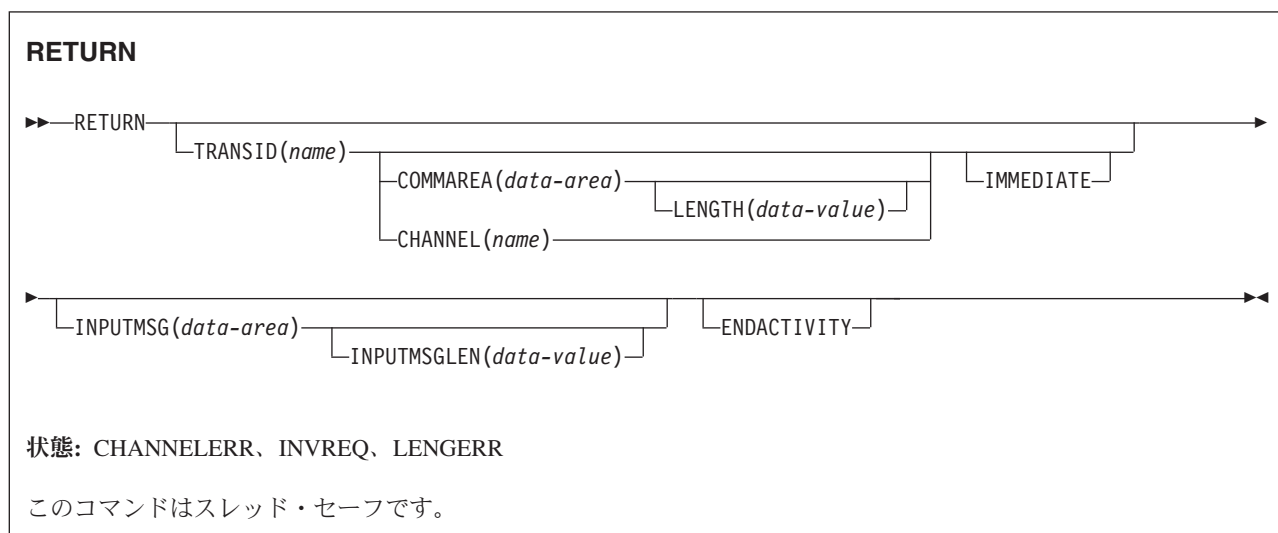 RETURN
RETURN
TRANSID(name)
COMMAREA(data-area)
LENGTH(data-value)
CHANNEL(name)
IMMEDIATE
INPUTMSG(data-area)
INPUTMSGLEN(data-value)
ENDACTIVITY
状態: CHANNELERR、INVREQ、LENGERR
このコマンドはスレッド・セーフです。